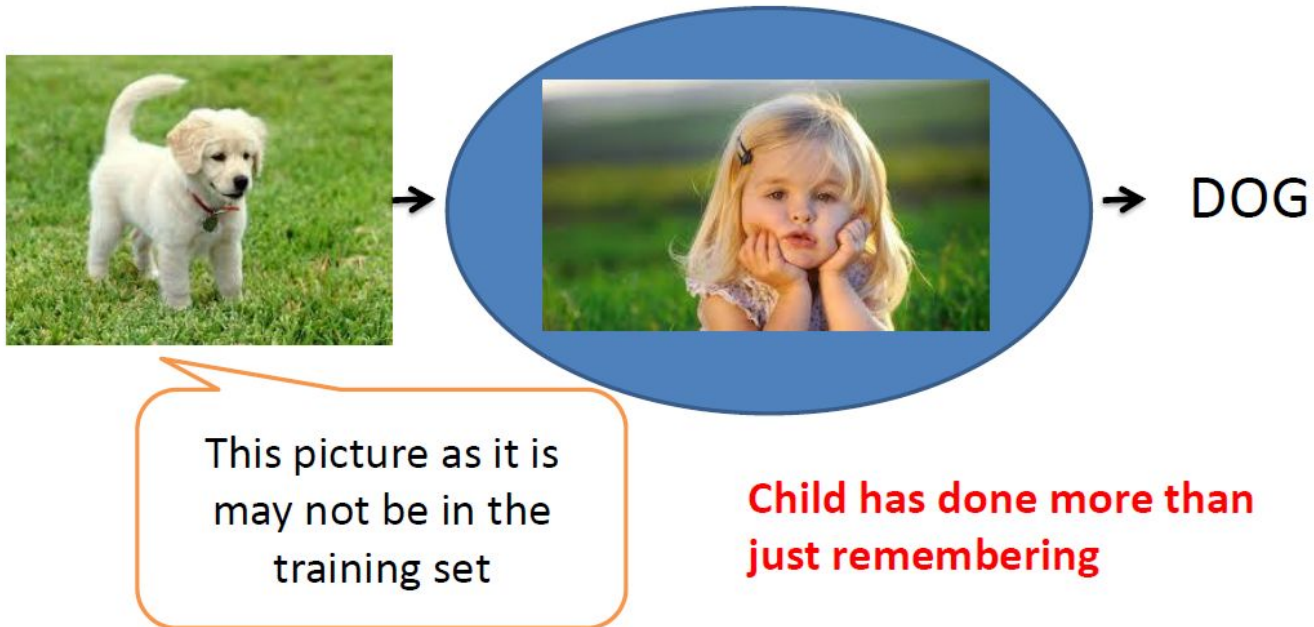 DOG
This picture as it is
may not be in the
training set
Child has done more than
just remembering